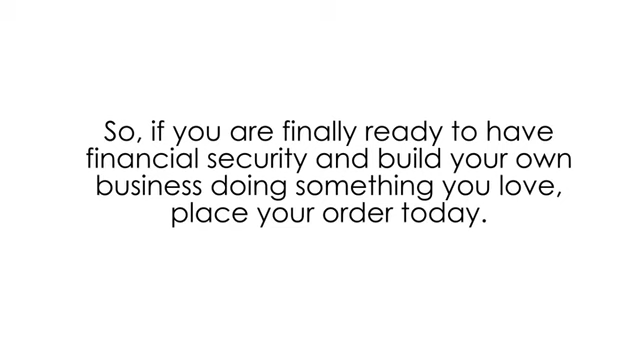 So, if you are finally ready to have
financial security and build your own
business doing something you love,
place your order today.